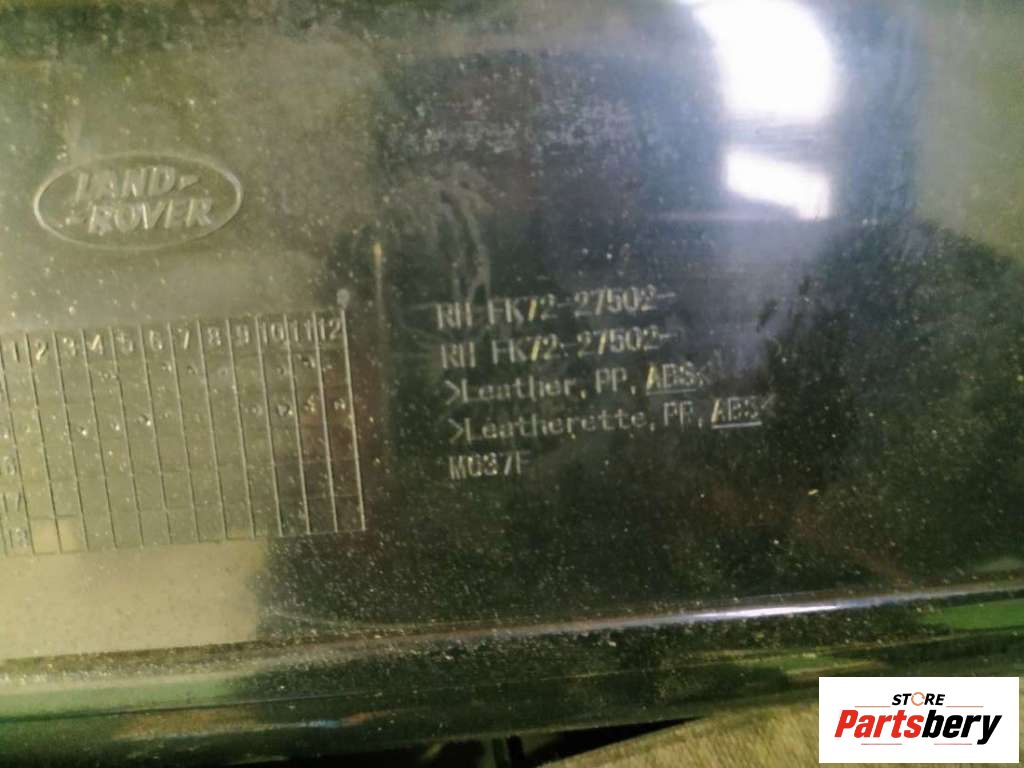 LAND-
-ROVER
1 2 3 4 5 6 7 8 9 10 11 12
RH FK72-27502-
RH FK72-27502-
>Leather, PP, ABS<
>Leatherette, PP, ABS<
STORE
Partsbery